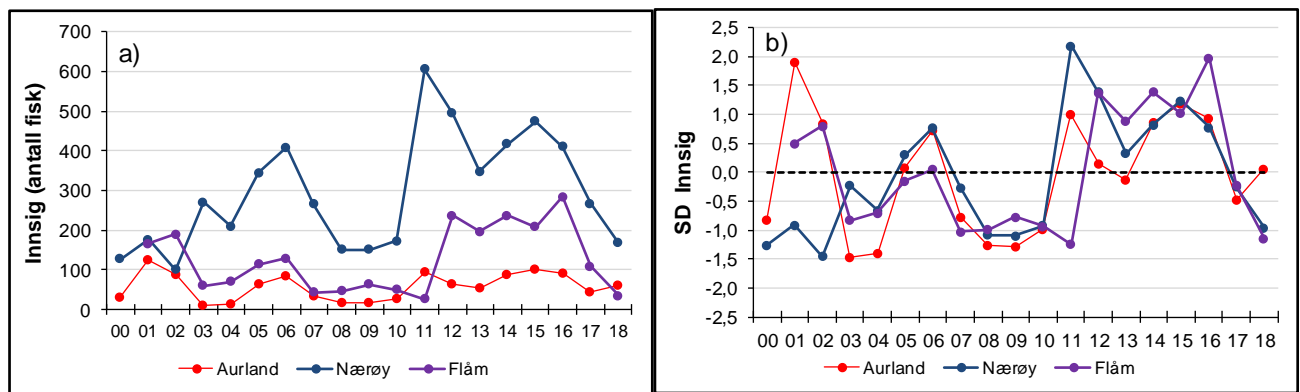 a)
Innsig (antall fisk)
700
600
500
400
300
200
100
0
00 01 02 03 04 05 06 07 08 09 10 11 12 13 14 15 16 17 18
Aurland Nærøy Flåm
b)
SD Innsig
2,5
2,0
1,5
1,0
0,5
0,0
-0,5
-1,0
-1,5
-2,0
-2,5
00 01 02 03 04 05 06 07 08 09 10 11 12 13 14 15 16 17 18
Aurland Nærøy Flåm